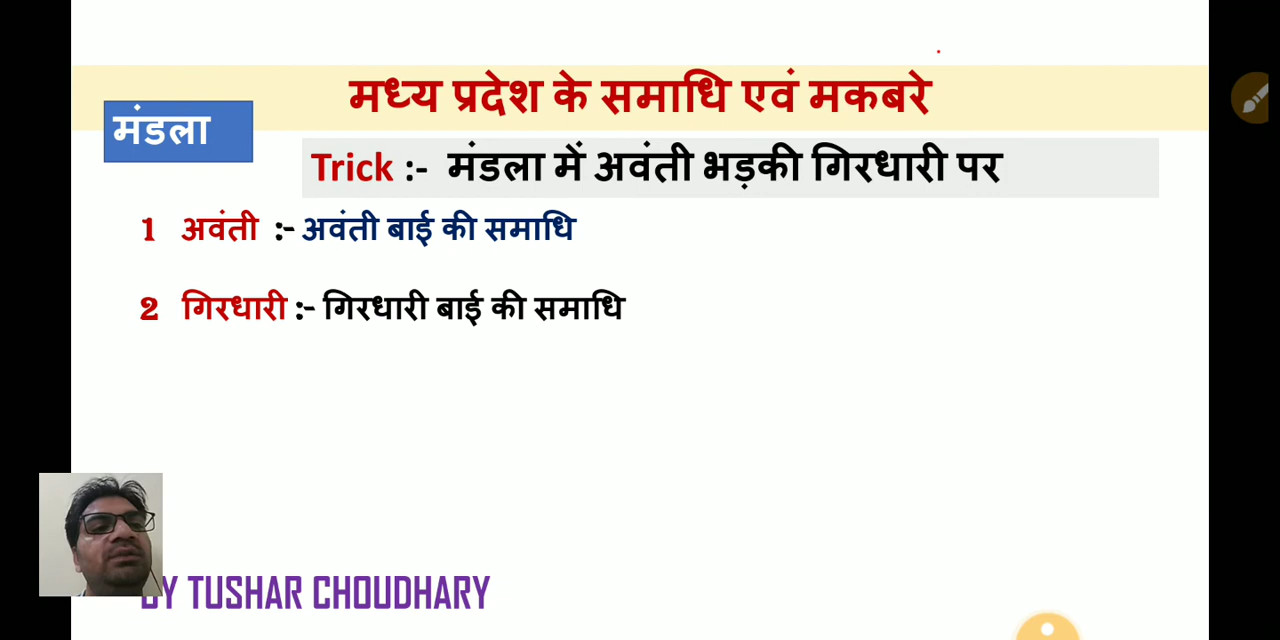 मध्य प्रदेश के समाधि एवं मकबरे
मंडला
Trick :- मंडला में अवंती भड़की गिरधारी पर
1 अवंती :- अवंती बाई की समाधि
2 गिरधारी :- गिरधारी बाई की समाधि
BY TUSHAR CHOUDHARY